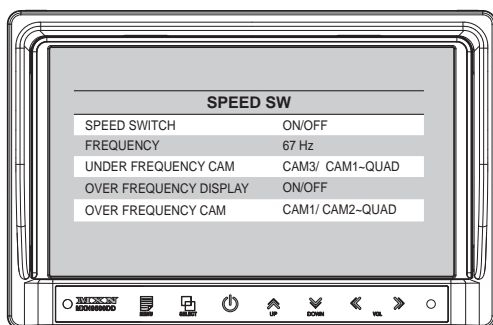 SPEED SW
SPEED SWITCH ON/OFF
FREQUENCY 67 Hz
UNDER FREQUENCY CAM CAM3/ CAM1~QUAD
OVER FREQUENCY DISPLAY ON/OFF
OVER FREQUENCY CAM CAM1/ CAM2~QUAD
MXN
MENU SELECT UP DOWN VOL